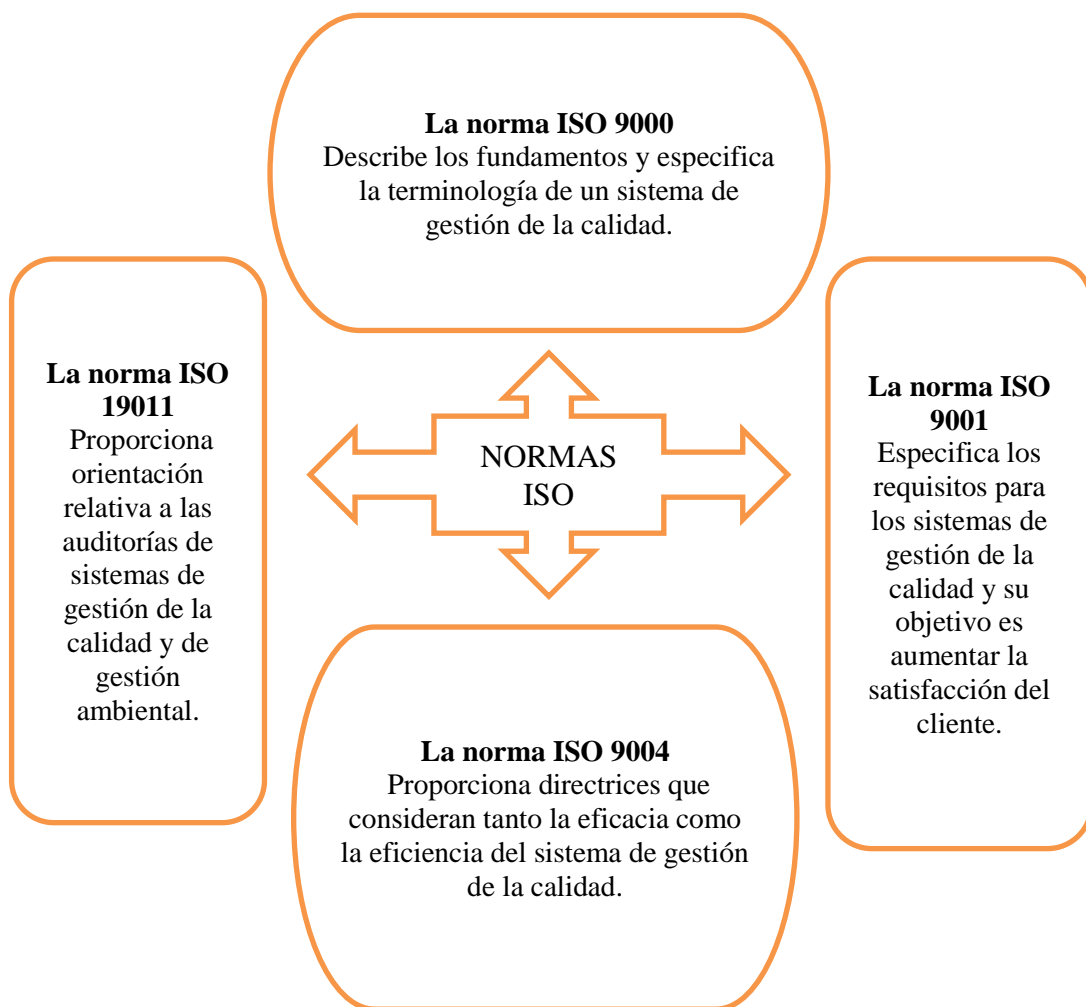 La norma ISO 9000
Describe los fundamentos y especifica
la terminología de un sistema de
gestión de la calidad.
La norma ISO
19011
Proporciona
orientación
relativa a las
auditorías de
sistemas de
gestión de la
calidad y de
gestión
ambiental.
NORMAS
ISO
La norma ISO
9001
Especifica los
requisitos para
los sistemas de
gestión de la
calidad y su
objetivo es
aumentar la
satisfacción del
cliente.
La norma ISO 9004
Proporciona directrices que
consideran tanto la eficacia como
la eficiencia del sistema de gestión
de la calidad.